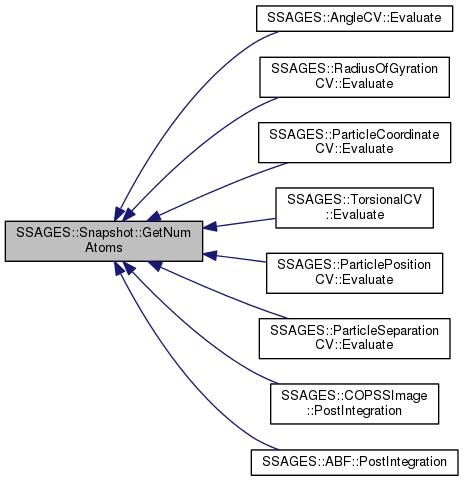 SSAGES::AngleCV::Evaluate
SSAGES::RadiusOfGyration
CV::Evaluate
SSAGES::ParticleCoordinate
CV::Evaluate
SSAGES::TorsionalCV
::Evaluate
SSAGES::Snapshot::GetNum
Atoms
SSAGES::ParticlePosition
CV::Evaluate
SSAGES::ParticleSeparation
CV::Evaluate
SSAGES::COPSSImage
::PostIntegration
SSAGES::ABF::PostIntegration